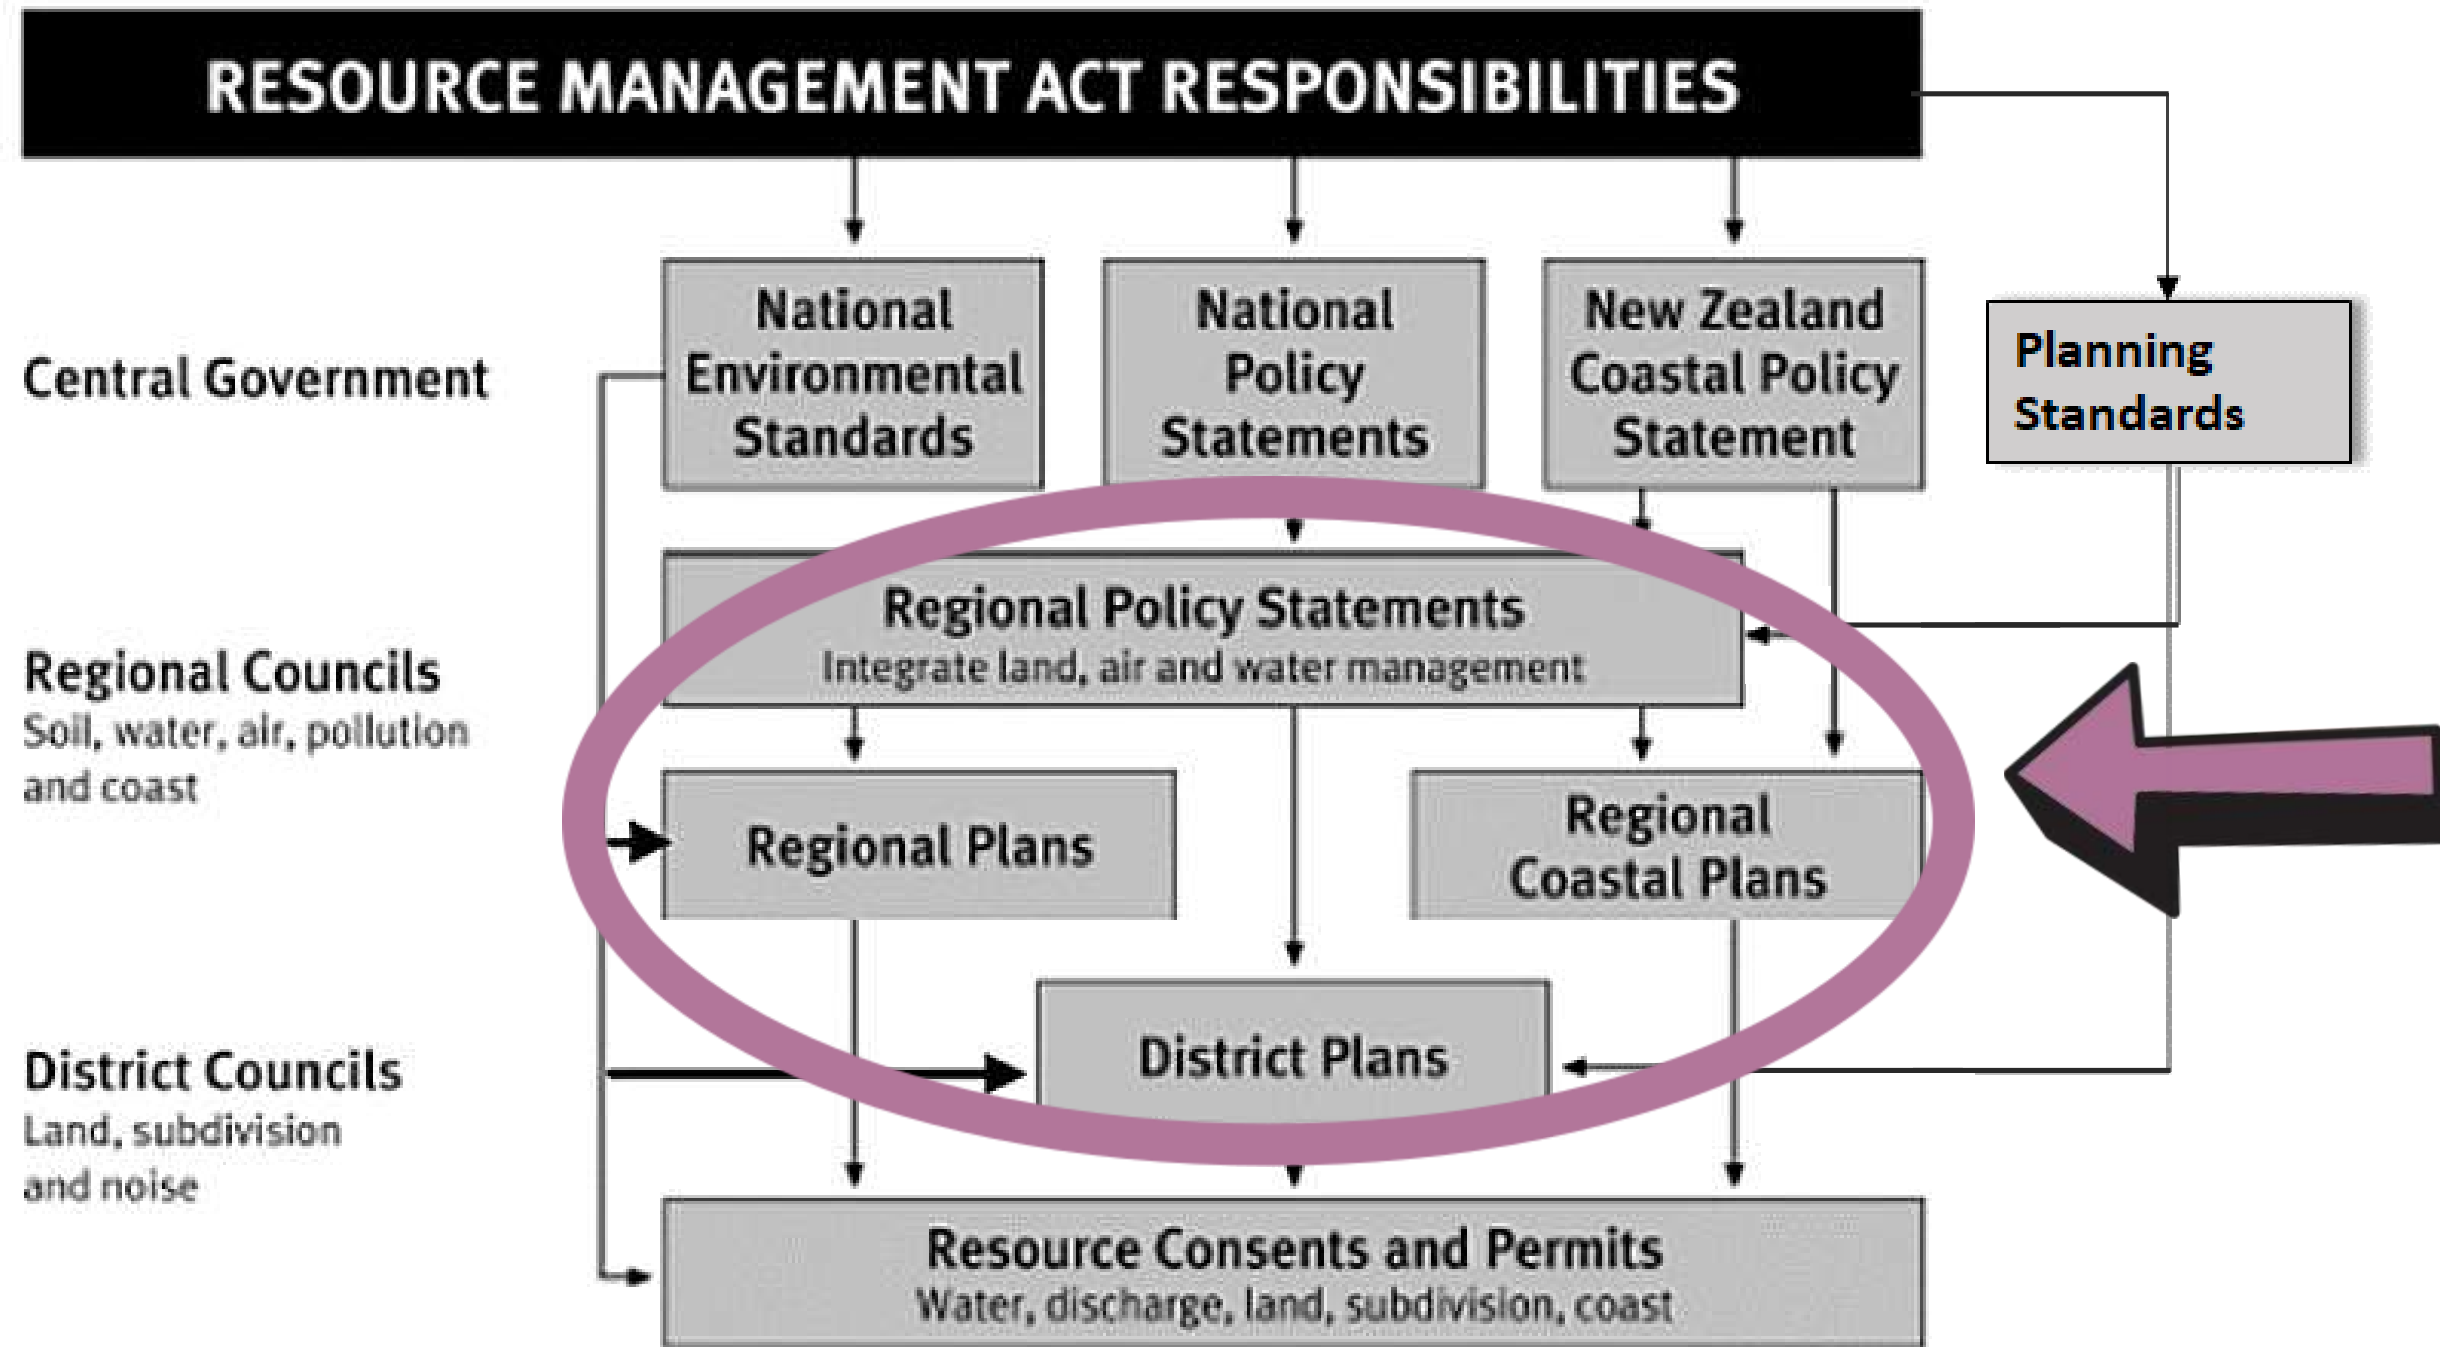 RESOURCE MANAGEMENT ACT RESPONSIBILITIES
Central Government
National
Environmental
Standards
National
Policy
Statements
New Zealand
Coastal Policy
Statement
Planning
Standards
Regional Councils
Soil, water, air, pollution
and coast
Regional Policy Statements
Integrate land, air and water management
Regional Plans
Regional
Coastal Plans
District Councils
Land, subdivision
and noise
District Plans
Resource Consents and Permits
Water, discharge, land, subdivision, coast